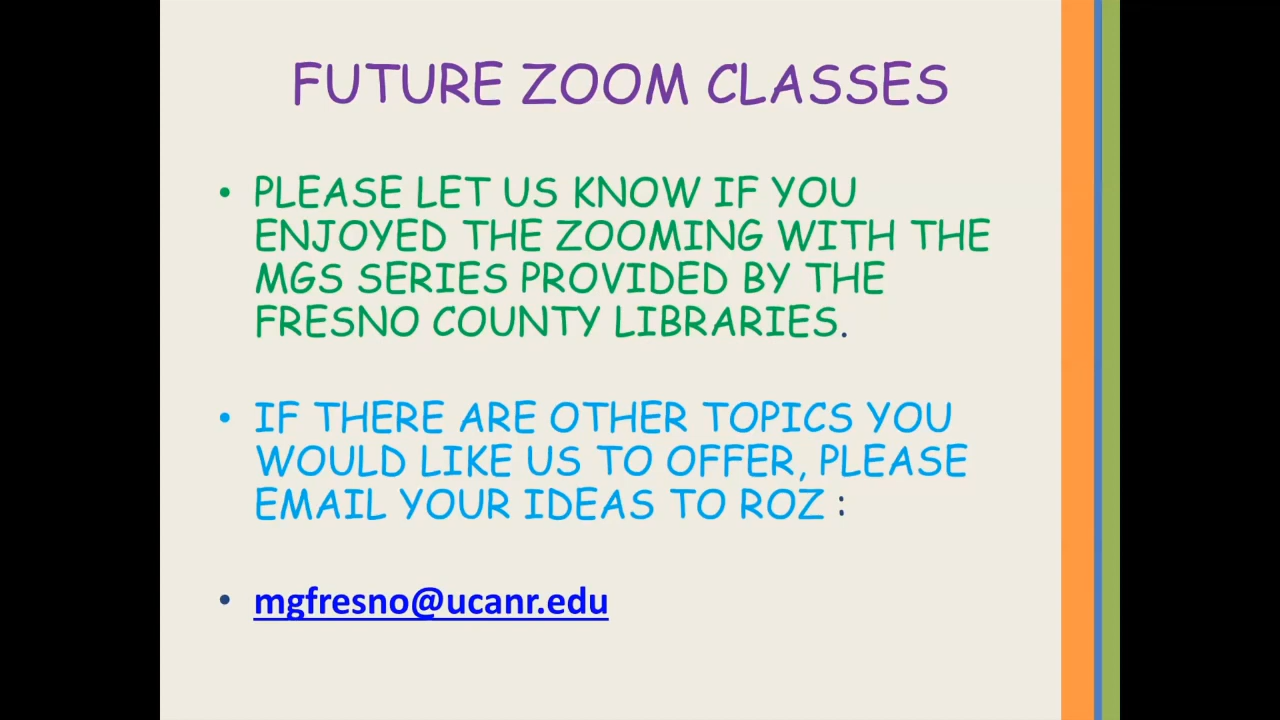 FUTURE ZOOM CLASSES
• PLEASE LET US KNOW IF YOU
ENJOYED THE ZOOMING WITH THE
MGS SERIES PROVIDED BY THE
FRESNO COUNTY LIBRARIES.
• IF THERE ARE OTHER TOPICS YOU
WOULD LIKE US TO OFFER, PLEASE
EMAIL YOUR IDEAS TO ROZ :
• mgfresno@ucanr.edu